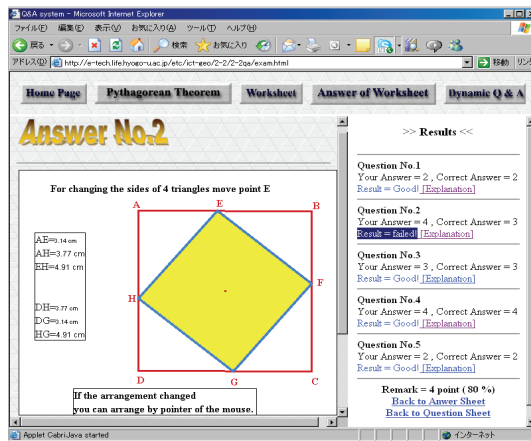 Q&A system - Microsoft Internet Explorer
ファイル(F) 編集(E) 表示(V) お気に入り(A) ツール(T) ヘルプ(H)
戻る 検索 お気に入り
アドレス(D) http://e-tech.life.hyogo-u.ac.jp/etc/ict-geo/2-2/2-2qa/exam.html 移動 リンク
Home Page Pythagorean Theorem Worksheet Answer of Worksheet Dynamic Q & A
Answer No.2
For changing the sides of 4 triangles move point E
A E B
AE=3.14 cm
AH=3.77 cm
EH=4.91 cm
F
H
DH=3.77 cm
DG=3.14 cm
HG=4.91 cm
D G C
If the arrangement changed
you can arrange by pointer of the mouse.
>> Results <<
Question No.1
Your Answer = 2 , Correct Answer = 2
Result = Good! [Explanation]
Question No.2
Your Answer = 4 , Correct Answer = 3
Result = failed! [Explanation]
Question No.3
Your Answer = 3 , Correct Answer = 3
Result = Good! [Explanation]
Question No.4
Your Answer = 4 , Correct Answer = 4
Result = Good! [Explanation]
Question No.5
Your Answer = 2 , Correct Answer = 2
Result = Good! [Explanation]
Remark = 4 point ( 80 %)
Back to Anwer Sheet
Back to Question Sheet
Applet CabriJava started インターネット